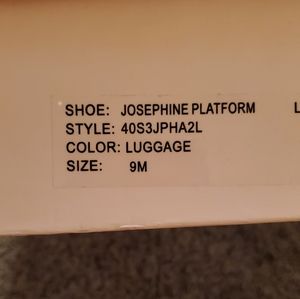 SHOE: JOSEPHINE PLATFORM L
STYLE: 40S3JPHA2L
COLOR: LUGGAGE
SIZE: 9M